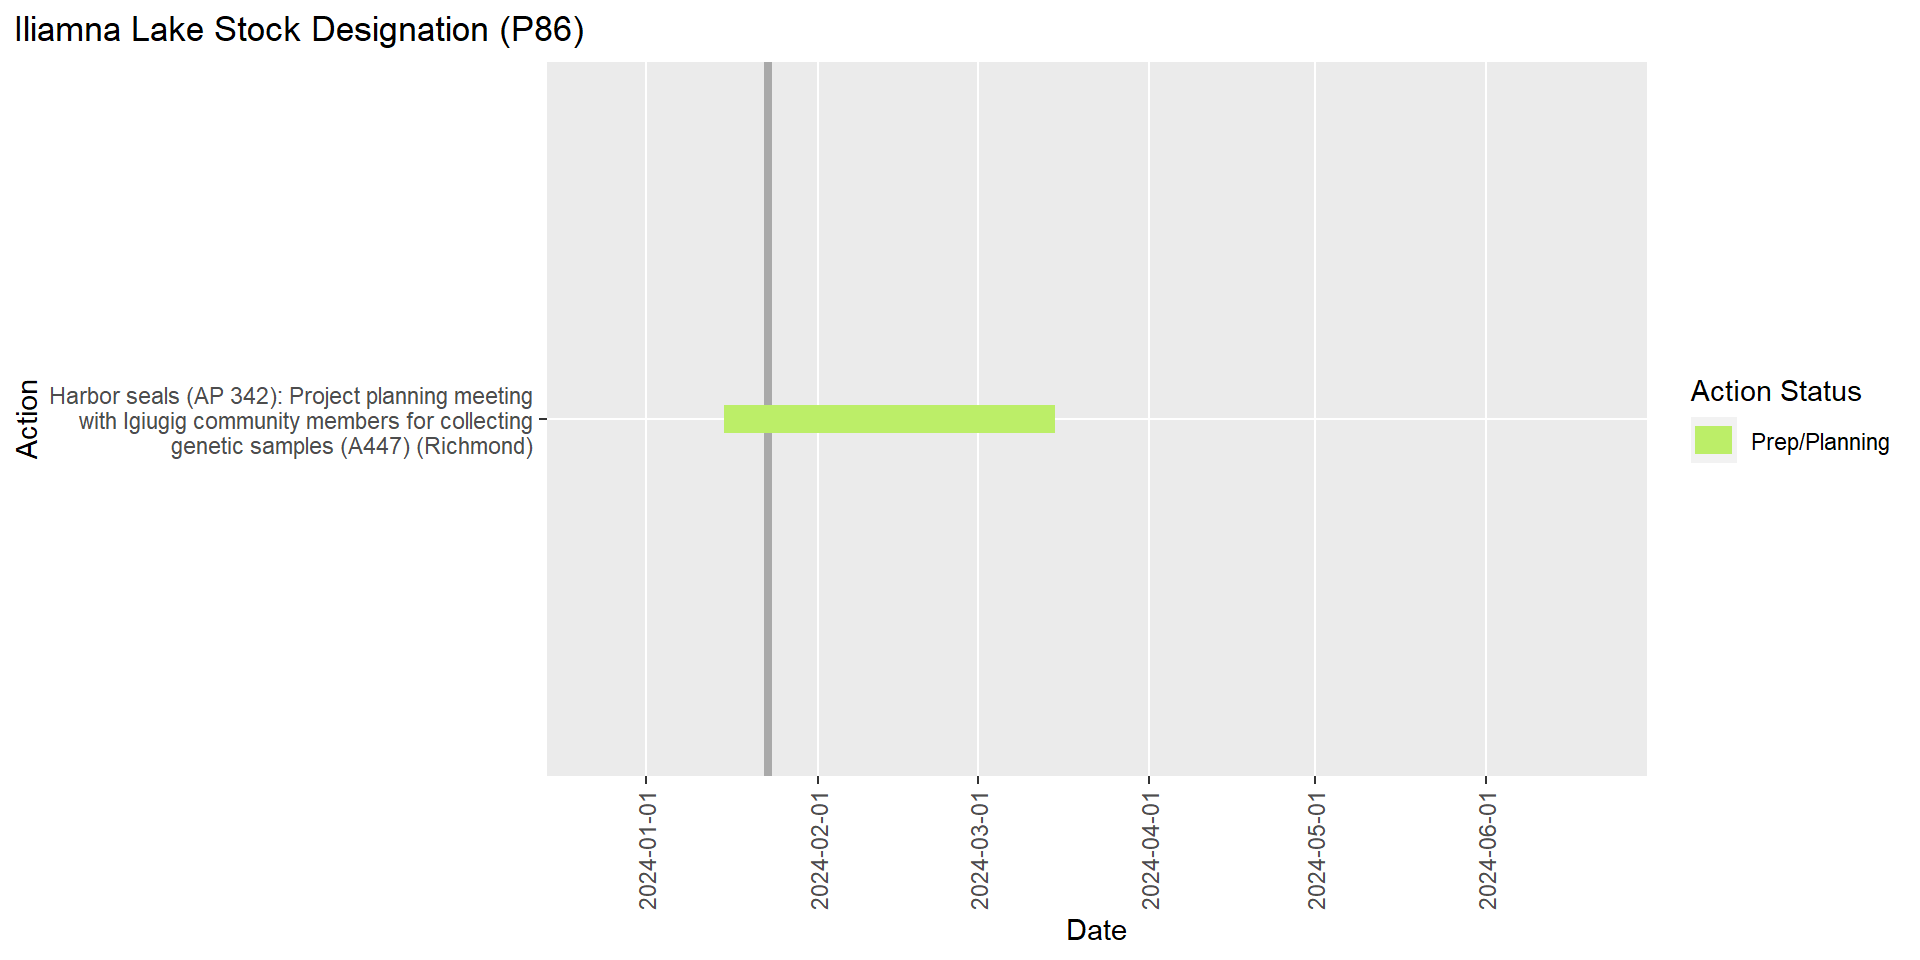 Iliamna Lake Stock Designation (P86)
Action
Harbor seals (AP 342): Project planning meeting
with Igiugig community members for collecting
genetic samples (A447) (Richmond)
Action Status
Prep/Planning
2024-01-01
2024-02-01
2024-03-01
2024-04-01
2024-05-01
2024-06-01
Date